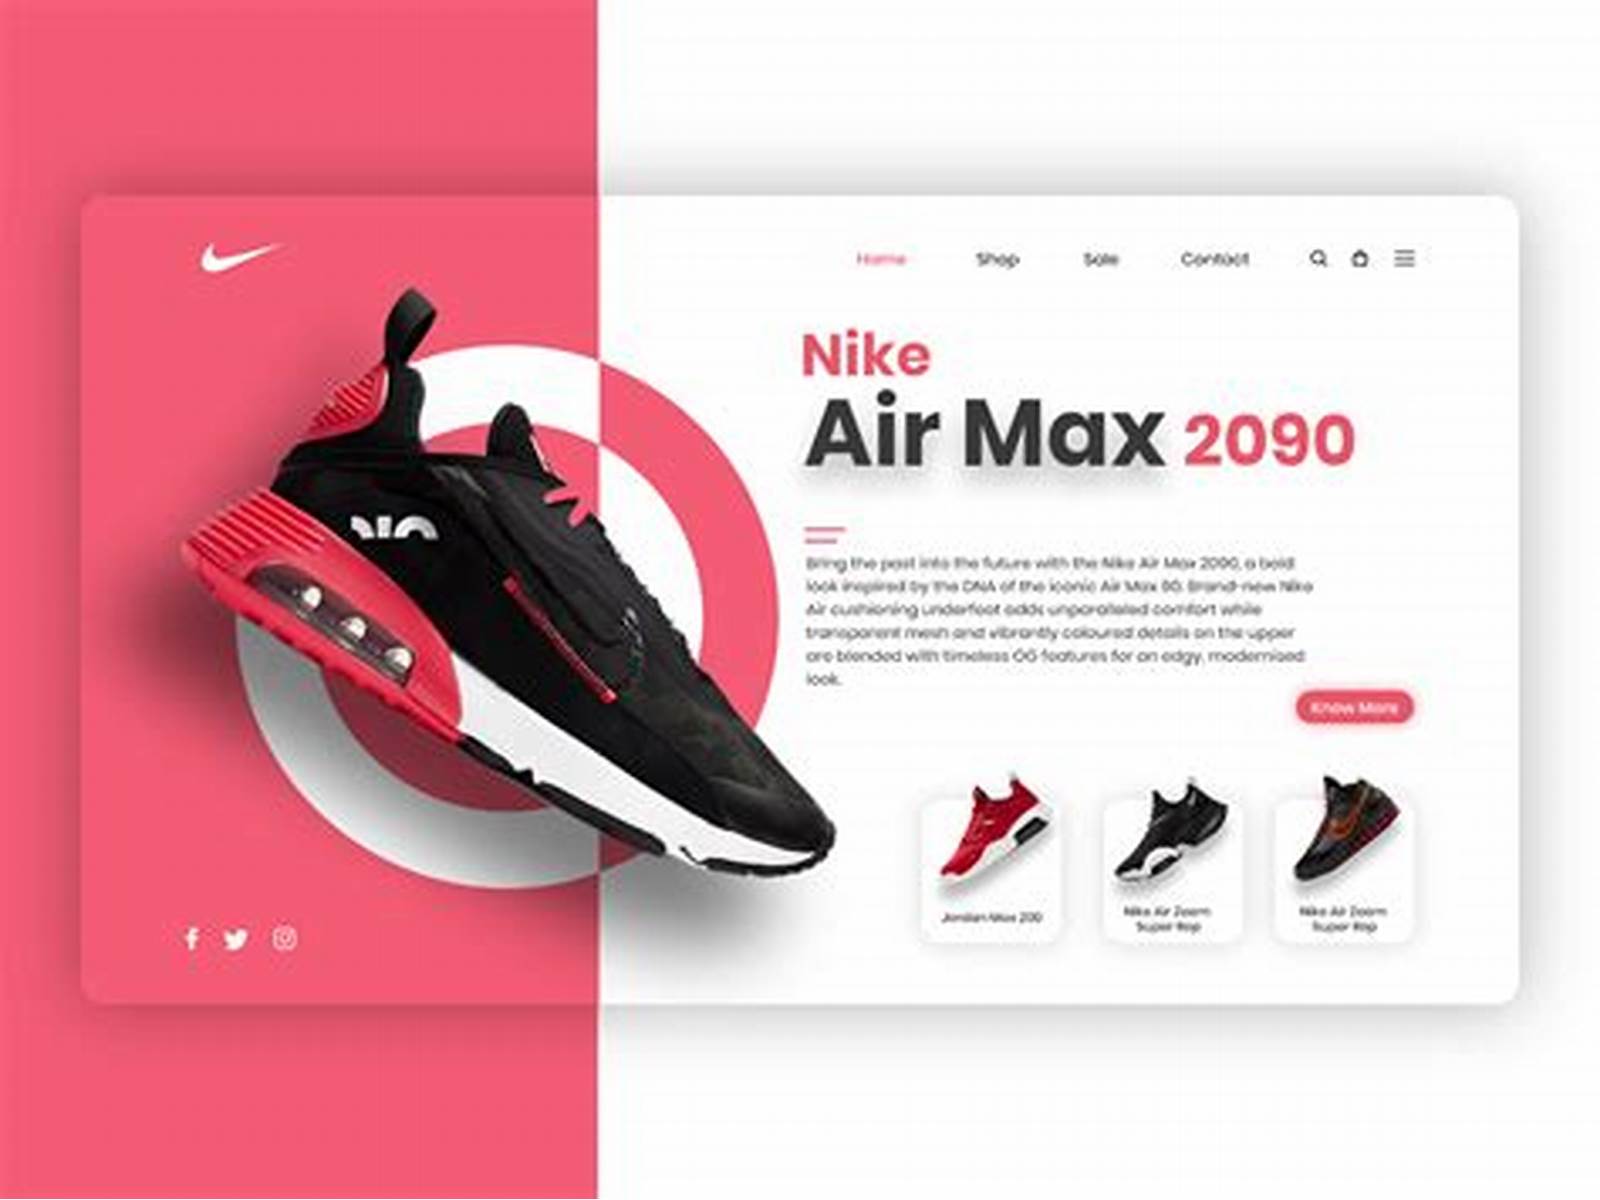 Home Shop Sale Contact
Nike
Air Max 2090
Bring the past into the future with the Nike Air Max 2090, a bold
look inspired by the DNA of the iconic Air Max 90. Brand-new Nike
Air cushioning underfoot adds unparalleled comfort while
transparent mesh and vibrantly coloured details on the upper
are blended with timeless OG features for an edgy, modernised
look.
Know More
Jordan Max 200
Nike Air Zoom
Super Rep
Nike Air Zoom
Super Rep